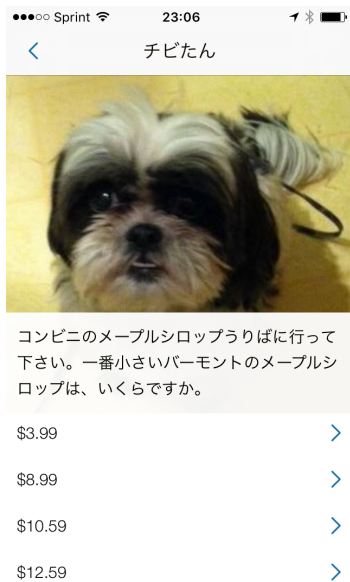 ●●●○○ Sprint 23:06
チビたん
コンビニのメープルシロップうりばに行って
下さい。一番小さいバーモントのメープルシ
ロップは、いくらですか。
$3.99
$8.99
$10.59
$12.59